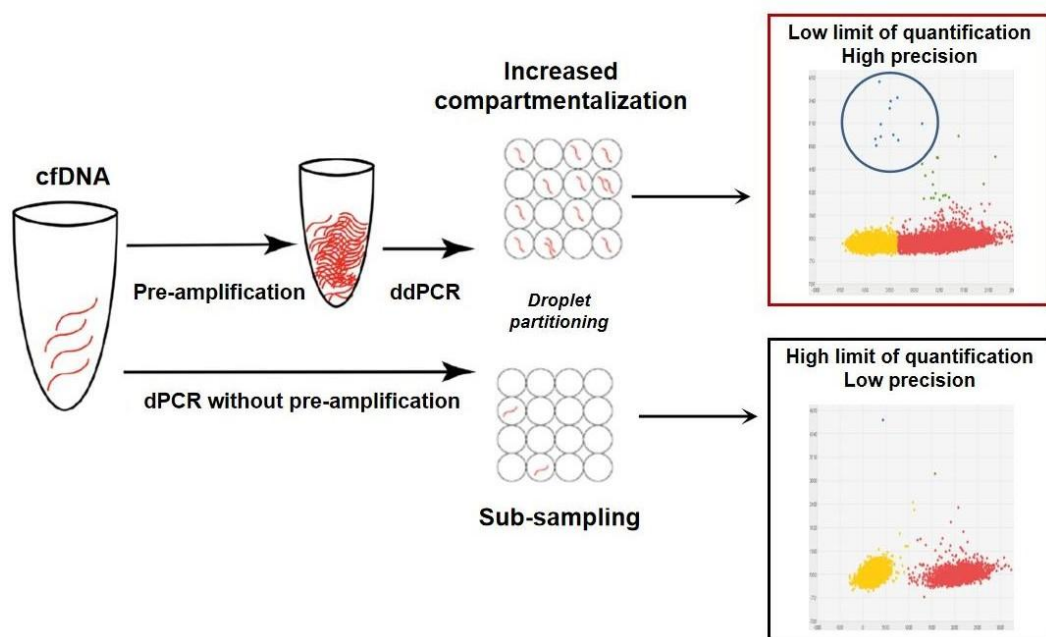 cfDNA
Pre-amplification
ddPCR
Increased
compartmentalization
Droplet
partitioning
Low limit of quantification
High precision
dPCR without pre-amplification
Sub-sampling
High limit of quantification
Low precision